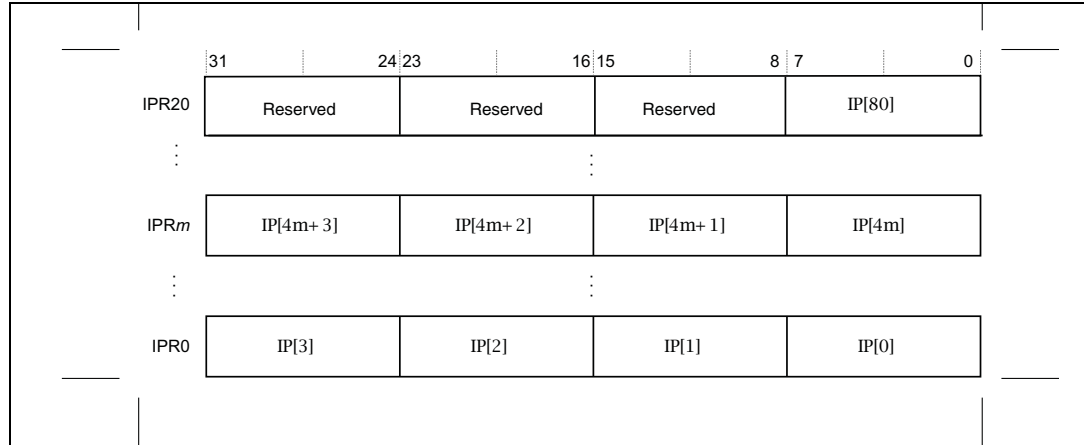 31 24 23 16 15 8 7 0
IPR20 Reserved Reserved Reserved IP[80]
IPRm IP[4m+3] IP[4m+2] IP[4m+1] IP[4m]
IPR0 IP[3] IP[2] IP[1] IP[0]